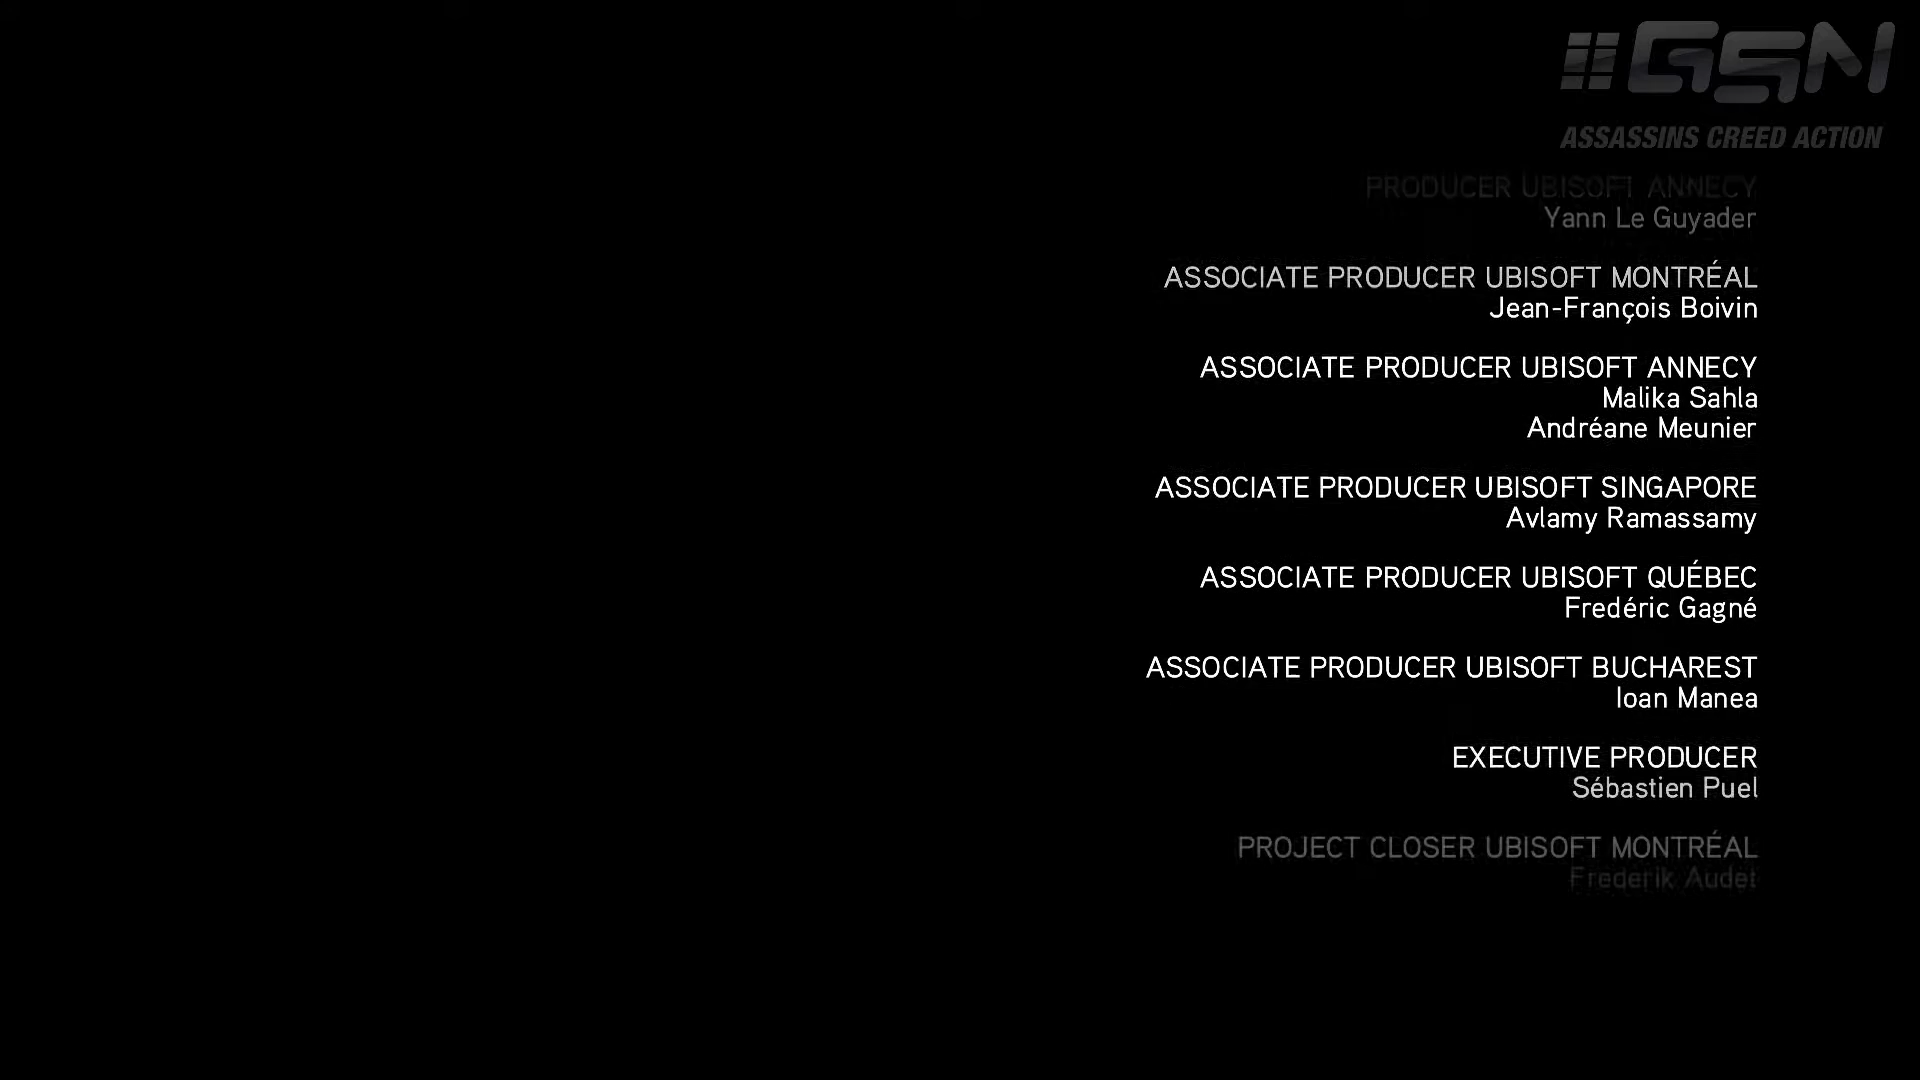 GSN
ASSASSINS CREED ACTION
PRODUCER UBISOFT ANNECY
Yann Le Guyader
ASSOCIATE PRODUCER UBISOFT MONTRÉAL
Jean-François Boivin
ASSOCIATE PRODUCER UBISOFT ANNECY
Malika Sahla
Andréane Meunier
ASSOCIATE PRODUCER UBISOFT SINGAPORE
Avlamy Ramassamy
ASSOCIATE PRODUCER UBISOFT QUÉBEC
Fredéric Gagné
ASSOCIATE PRODUCER UBISOFT BUCHAREST
Ioan Manea
EXECUTIVE PRODUCER
Sébastien Puel
PROJECT CLOSER UBISOFT MONTRÉAL
Frederik Audet